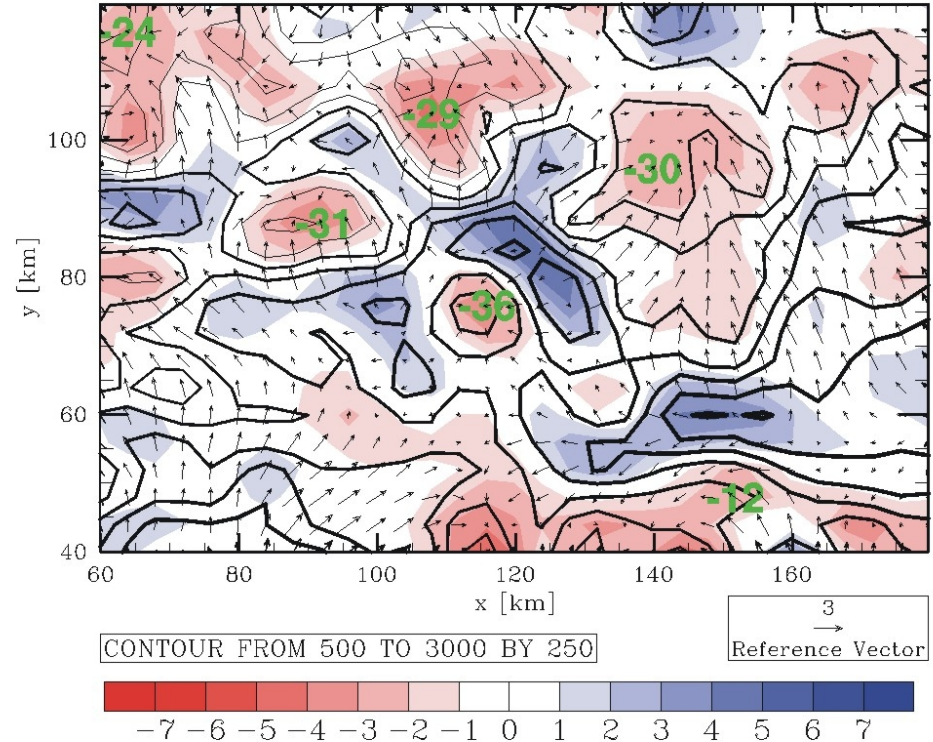 -24
-29
100
-30
-31
y [km]
80
-36
60
-12
40
60 80 100 120 140 160
x [km]
3
Reference Vector
CONTOUR FROM 500 TO 3000 BY 250
-7 -6 -5 -4 -3 -2 -1 0 1 2 3 4 5 6 7